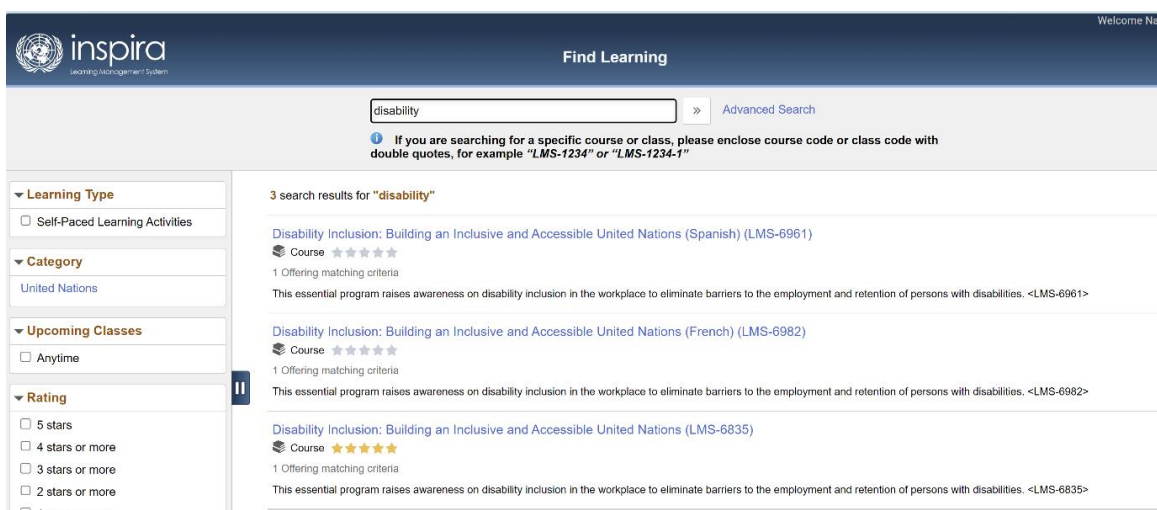 Welcome Na
inspira
Learning Management System
Find Learning
disability
» Advanced Search
If you are searching for a specific course or class, please enclose course code or class code with
double quotes, for example "LMS-1234" or "LMS-1234-1"
Learning Type
Self-Paced Learning Activities
Category
United Nations
Upcoming Classes
Anytime
Rating
5 stars
4 stars or more
3 stars or more
2 stars or more
3 search results for "disability"
Disability Inclusion: Building an Inclusive and Accessible United Nations (Spanish) (LMS-6961)
Course
1 Offering matching criteria
This essential program raises awareness on disability inclusion in the workplace to eliminate barriers to the employment and retention of persons with disabilities. <LMS-6961>
Disability Inclusion: Building an Inclusive and Accessible United Nations (French) (LMS-6982)
Course
1 Offering matching criteria
This essential program raises awareness on disability inclusion in the workplace to eliminate barriers to the employment and retention of persons with disabilities. <LMS-6982>
Disability Inclusion: Building an Inclusive and Accessible United Nations (LMS-6835)
Course
1 Offering matching criteria
This essential program raises awareness on disability inclusion in the workplace to eliminate barriers to the employment and retention of persons with disabilities. <LMS-6835>